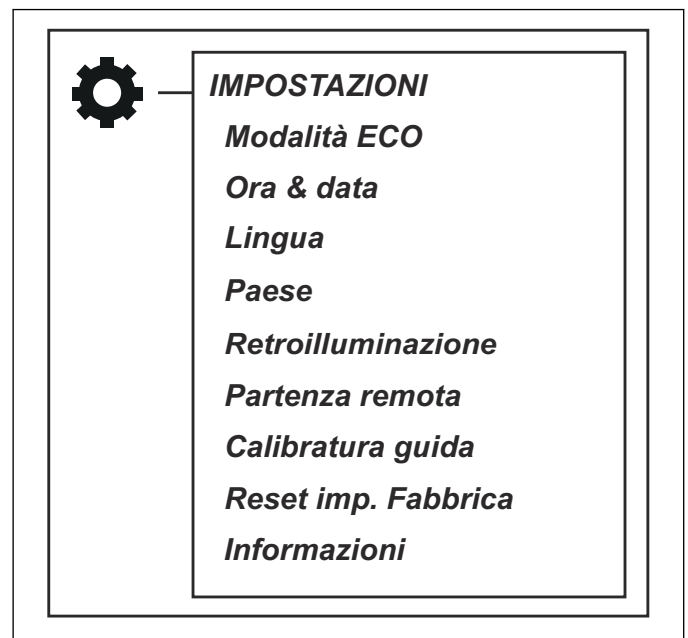 IMPOSTAZIONI
Modalità ECO
Ora & data
Lingua
Paese
Retroilluminazione
Partenza remota
Calibratura guida
Reset imp. Fabbrica
Informazioni